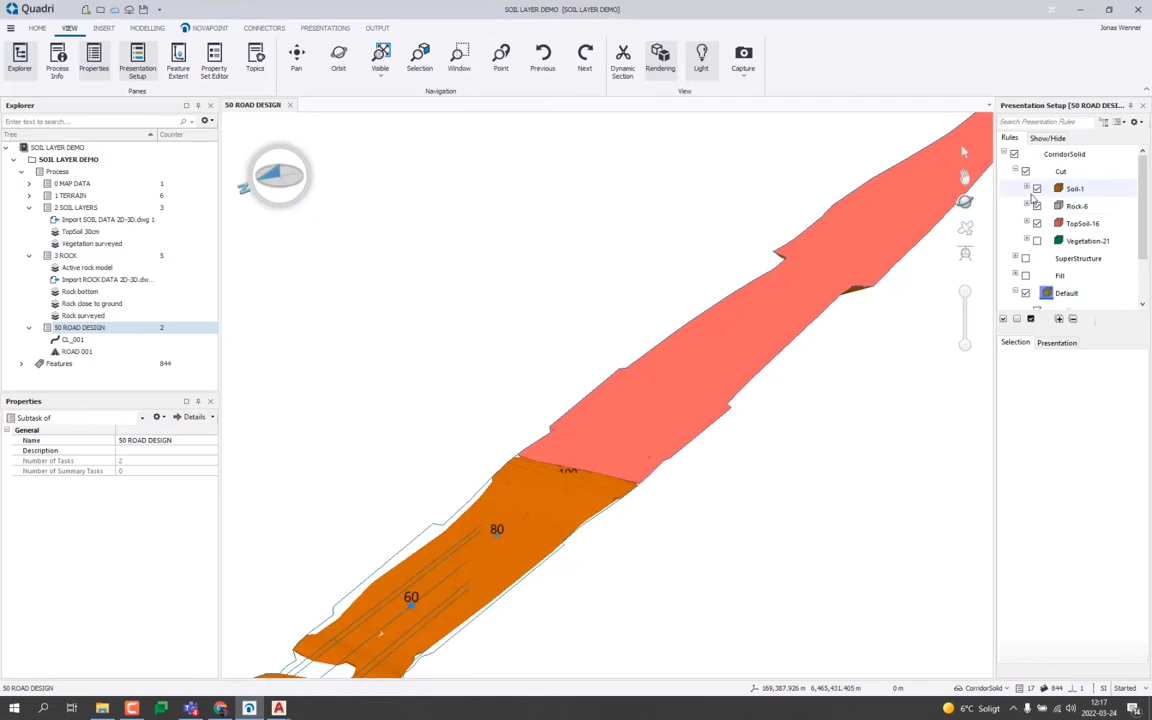 Quadri
SOIL LAYER DEMO [SOIL LAYER DEMO]
HOME VIEW INSERT MODELLING NOVAPOINT CONNECTORS PRESENTATIONS OUTPUT
Jonas Wenner
Explorer
Process Info
Properties
Presentation Setup
Feature Extent
Property Set Editor
Topics
Pan
Orbit
Visible
Selection
Window
Point
Previous
Next
Dynamic Section
Rendering
Light
Capture
Panes
Navigation
View
Explorer
Enter text to search...
Tree Counter
SOIL LAYER DEMO
SOIL LAYER DEMO
Process
0 MAP DATA 1
1 TERRAIN 6
2 SOIL LAYERS 3
Import SOIL DATA 2D-3D.dwg 1
TopSoil 30cm
Vegetation surveyed
3 ROCK 5
Active rock model
Import ROCK DATA 2D-3D.dw...
Rock bottom
Rock close to ground
Rock surveyed
50 ROAD DESIGN 2
CL_001
ROAD 001
Features 844
Properties
Subtask of
Details
General
Name 50 ROAD DESIGN
Description
Number of Tasks 2
Number of Summary Tasks 0
50 ROAD DESIGN
N
100
80
60
Presentation Setup [50 ROAD DESI...
Search Presentation Rules
Rules Show/Hide
CorridorSolid
Cut
Soil-1
Rock-6
TopSoil-16
Vegetation-21
SuperStructure
Fill
Default
Selection Presentation
50 ROAD DESIGN
169,387.926 m 6,465,431.405 m 0 m
CorridorSolid 17 844 1 SI Started
6°C Soligt
12:17
2022-03-24